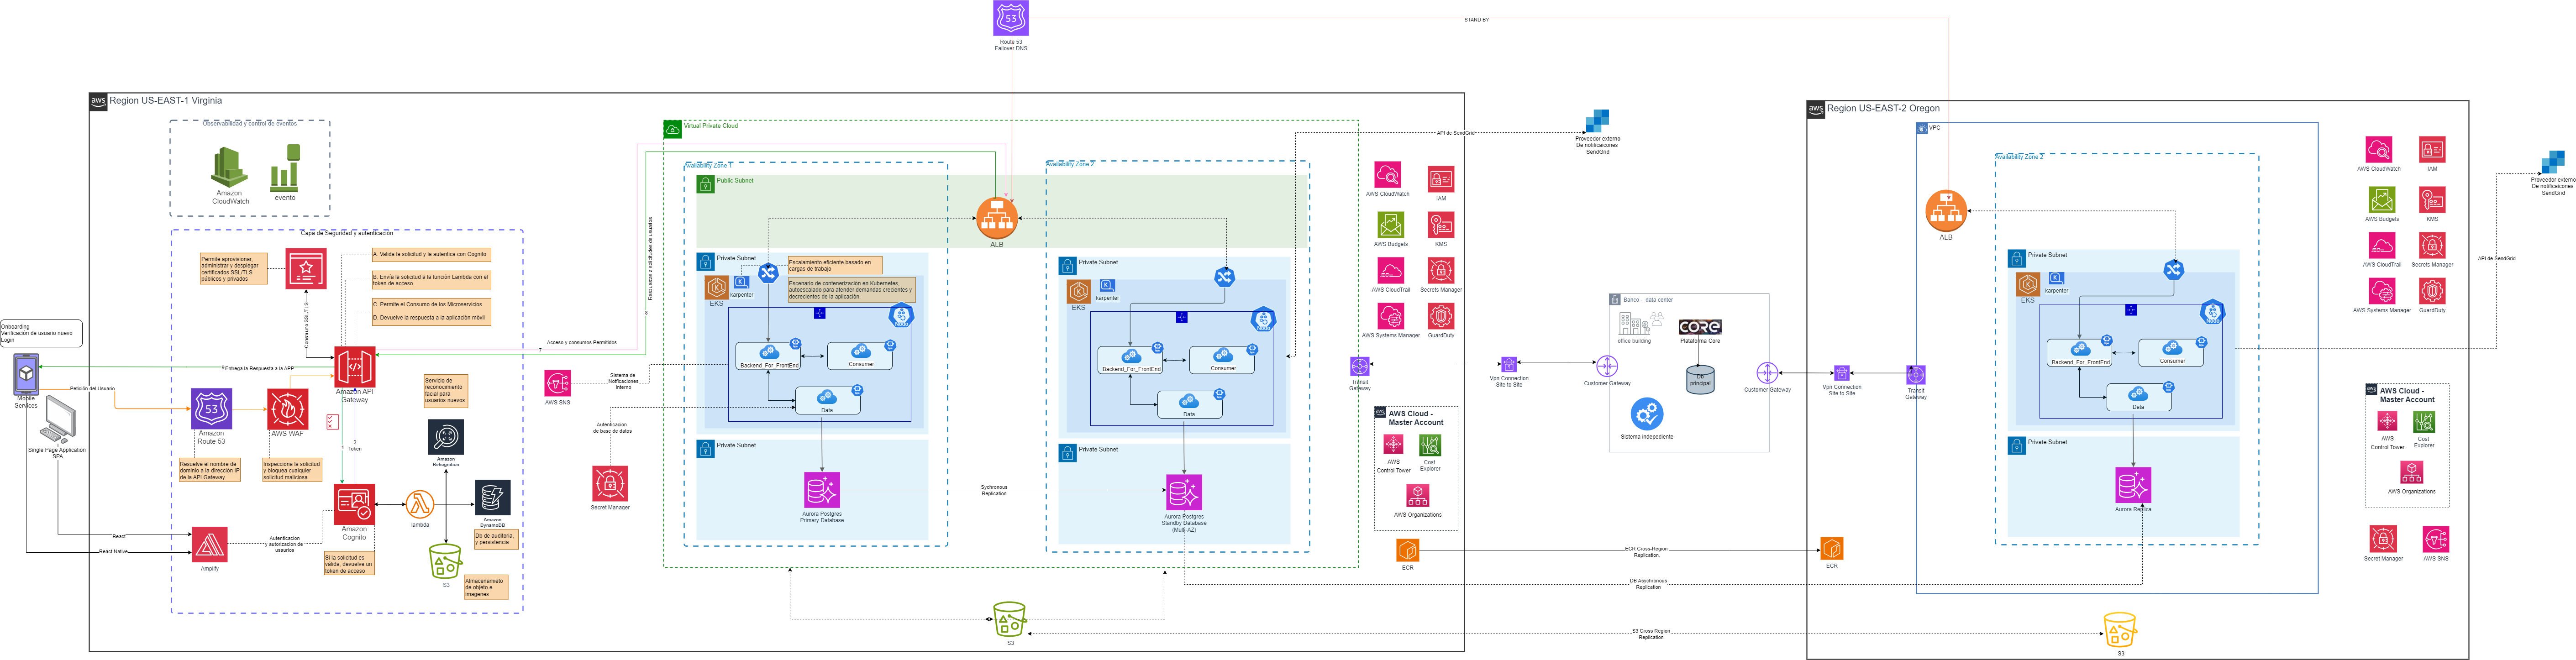 Route 53
Failover DNS
STAND BY
aws
Region US-EAST-1 Virginia
Observabilidad y control de eventos
Amazon
CloudWatch
evento
Capa de Seguridad y autenticación
Permite aprovisionar,
administrar y desplegar
certificados SSL/TLS
públicos y privados
A. Valida la solicitud y la autentica con Cognito
B. Envía la solicitud a la función Lambda con el
token de acceso.
C. Permite el Consumo de los Microservicios
D. Devuelve la respuesta a la aplicación móvil
Consumo SSL/TLS
Onboarding
Verificación de usuario nuevo
Login
Mobile
Services
Entrega la Respuesta a la APP
Petición del Usuario
Single Page Application
SPA
React
React Native
53
Amazon
Route 53
AWS WAF
Amazon API
Gateway
Resuelve el nombre de
dominio a la dirección IP
de la API Gateway
Inspecciona la solicitud
y bloquea cualquier
solicitud maliciosa
2
Token
Servicio de
reconocimiento
facial para
usuarios nuevos
Amazon
Rekognition
Amazon
Cognito
lambda
Amazon
DynamoDB
Db de auditoria,
y persistencia
Amplify
Autenticacion
y autorizacion de
usuarios
Si la solicitud es
válida, devuelve un
token de acceso
S3
Almacenamieto
de objeto e
imagenes
Acceso y consumos Permitidos
7
Respuestas a solicitudes de usuarios
8
AWS SNS
Sistema de
Notificaciones
Interno
Autenticacion
de base de datos
Secret Manager
Virtual Private Cloud
Availability Zone 1
Public Subnet
ALB
Private Subnet
EKS
karpenter
Escalamiento eficiente basado en
cargas de trabajo
Escenario de contenerización en Kubernetes,
autoescalado para atender demandas crecientes y
decrecientes de la aplicación.
Backend_For_FrontEnd
Consumer
Data
Private Subnet
Aurora Postgres
Primary Database
Sychronous
Replication
Availability Zone 2
Private Subnet
EKS
karpenter
Backend_For_FrontEnd
Consumer
Data
Private Subnet
Aurora Postgres
Standby Database
(Multi-AZ)
S3
API de SendGrid
Proveedor externo
De notificaicones
SendGrid
AWS CloudWatch
IAM
AWS Budgets
KMS
AWS CloudTrail
Secrets Manager
AWS Systems Manager
GuardDuty
Transit
Gateway
aws
AWS Cloud -
Master Account
AWS
Control Tower
Cost
Explorer
AWS Organizations
ECR
Vpn Connection
Site to Site
Banco - data center
office building
CORE
Plataforma Core
Customer Gateway
Db
principal
Sistema indepediente
Customer Gateway
Vpn Connection
Site to Site
ECR Cross-Region
Replication
DB Asychronous
Replication
S3 Cross Region
Replication
aws
Region US-EAST-2 Oregon
VPC
ALB
Availability Zone 2
Private Subnet
EKS
karpenter
Backend_For_FrontEnd
Consumer
Data
Private Subnet
Aurora Replica
Transit
Gateway
ECR
S3
AWS CloudWatch
IAM
AWS Budgets
KMS
AWS CloudTrail
Secrets Manager
AWS Systems Manager
GuardDuty
aws
AWS Cloud -
Master Account
AWS
Control Tower
Cost
Explorer
AWS Organizations
Secret Manager
AWS SNS
API de SendGrid
Proveedor externo
De notificaicones
SendGrid